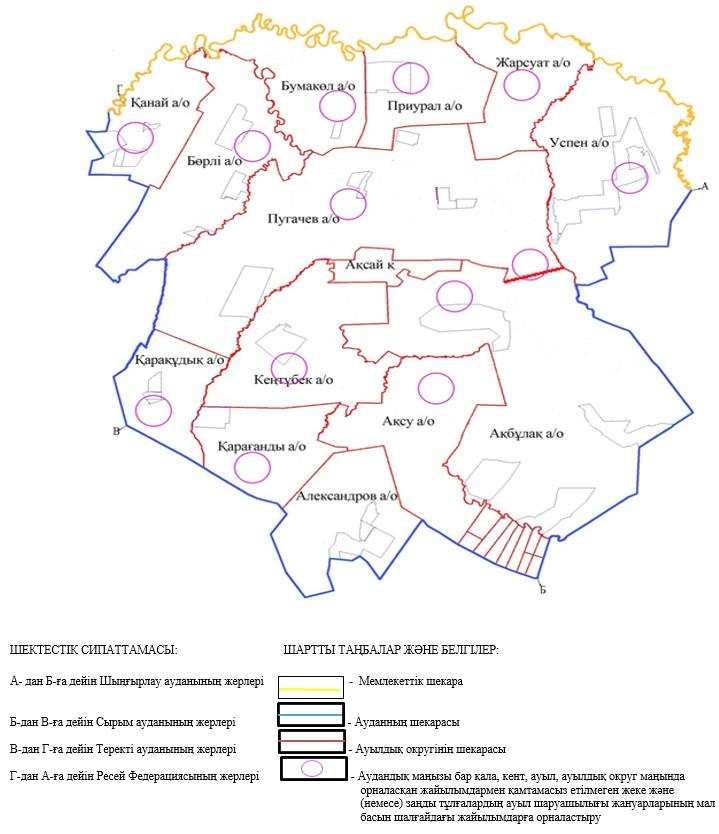 Жарсуат а/о
Бумакөл а/о
Г
Қанай а/о
Приурал а/о
Успен а/о
Бөрлі а/о
А
Пугачев а/о
Ақсай қ
Қарақұдық а/о
Кентүбек а/о
Ақсу а/о
В
Ақбұлақ а/о
Қарағанды а/о
Александров а/о
Б
ШЕКТЕСТІК СИПАТТАМАСЫ:
ШАРТТЫ ТАҢБАЛАР ЖӘНЕ БЕЛГІЛЕР:
А- дан Б-ға дейін Шыңғырлау ауданының жерлері
- Мемлекеттік шекара
Б-дан В-ға дейін Сырым ауданының жерлері
- Ауданның шекарасы
В-дан Г-ға дейін Теректі ауданының жерлері
- Ауылдық округінін шекарасы
Г-дан А-ға дейін Ресей Федерациясының жерлері
- Аудандық маңызы бар қала, кент, ауыл, ауылдық округ маңында
орналасқан жайылымдармен қамтамасыз етілмеген жеке және
(немесе) заңды тұлғалардың ауыл шаруашылығы жануарларының мал
басын шалғайдағы жайылымдарға орналастыру